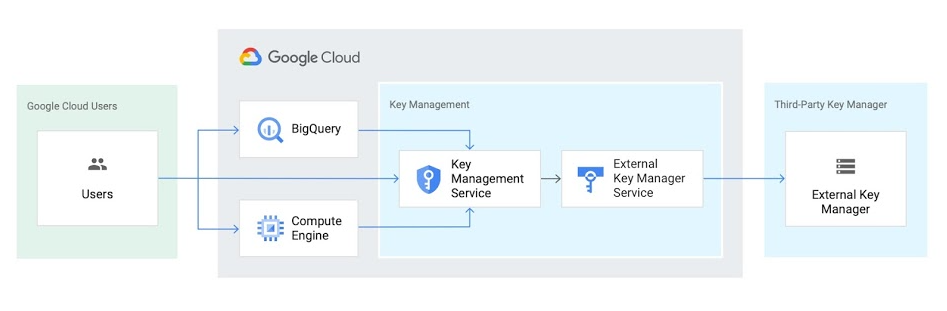 Google Cloud
Google Cloud Users
Users
BigQuery
Compute
Engine
Key Management
Key
Management
Service
External
Key Manager
Service
Third-Party Key Manager
External Key
Manager